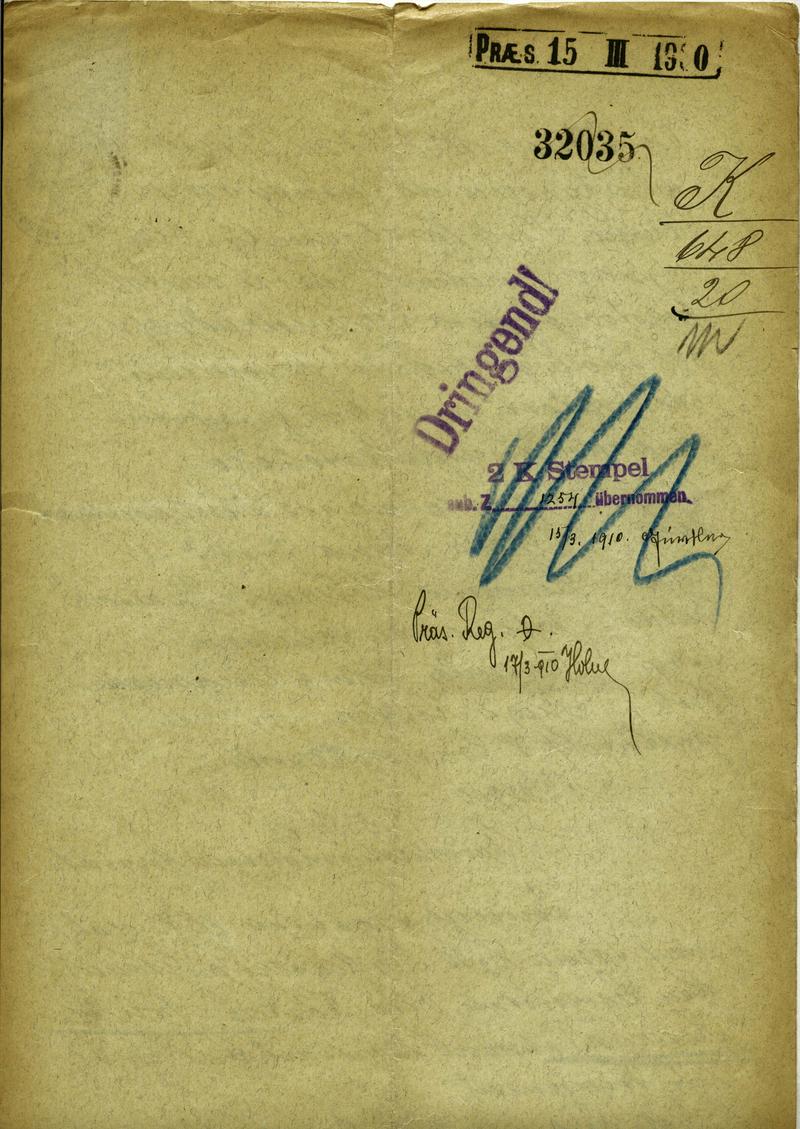 PRÆS. 15 III 1910
32035
K
648
20
Dringend!
2 K Stempel
sub. Z. 1254 übernommen.
15/3. 1910.
Präs. Reg. D.
17/3 910